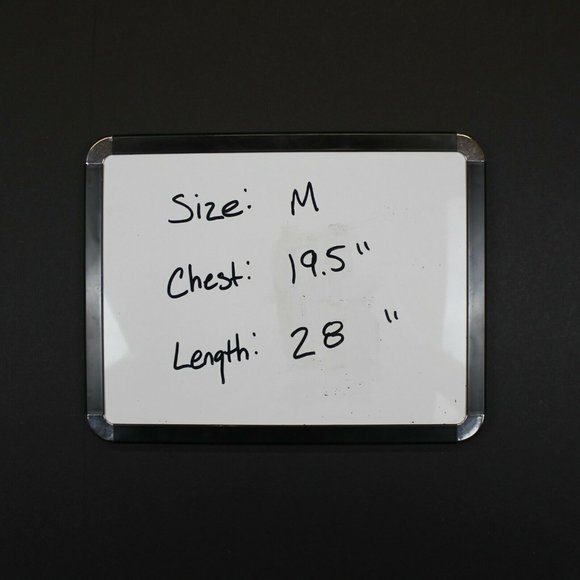 Size: M
Chest: 19.5"
Length: 28 "